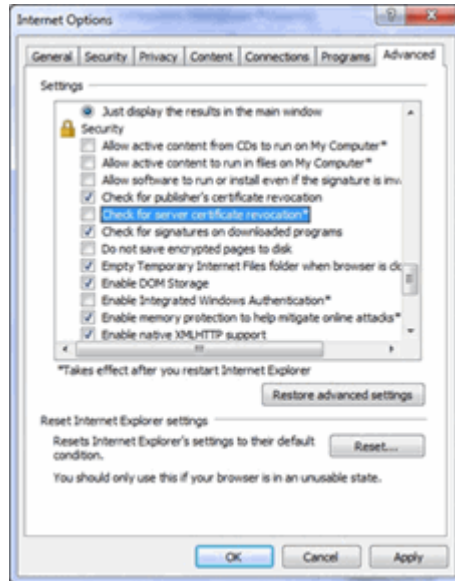 Internet Options
General Security Privacy Content Connections Programs Advanced
Settings
Just display the results in the main window
Security
Allow active content from CDs to run on My Computer*
Allow active content to run in files on My Computer*
Allow software to run or install even if the signature is inv
Check for publisher's certificate revocation
Check for server certificate revocation*
Check for signatures on downloaded programs
Do not save encrypted pages to disk
Empty Temporary Internet Files folder when browser is clo
Enable DOM Storage
Enable Integrated Windows Authentication*
Enable memory protection to help mitigate online attacks*
Enable native XMLHTTP support
*Takes effect after you restart Internet Explorer
Restore advanced settings
Reset Internet Explorer settings
Resets Internet Explorer's settings to their default
condition.
Reset...
You should only use this if your browser is in an unusable state.
OK Cancel Apply